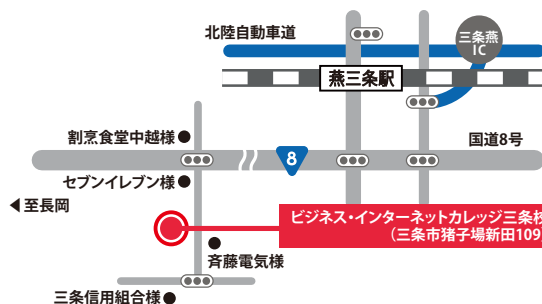 北陸自動車道
三条燕
IC
燕三条駅
割烹食堂中越様
国道8号
8
セブンイレブン様
至長岡
ビジネス・インターネットカレッジ三条校
(三条市猪子場新田109
斉藤電気様
三条信用組合様